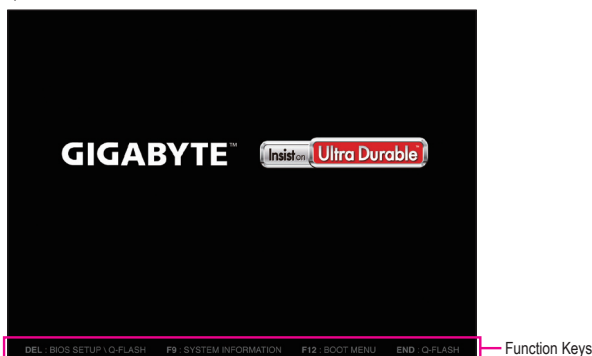 GIGABYTE™ Insist on Ultra Durable™
DEL : BIOS SETUP \ Q-FLASH F9 : SYSTEM INFORMATION F12 : BOOT MENU END : Q-FLASH
Function Keys